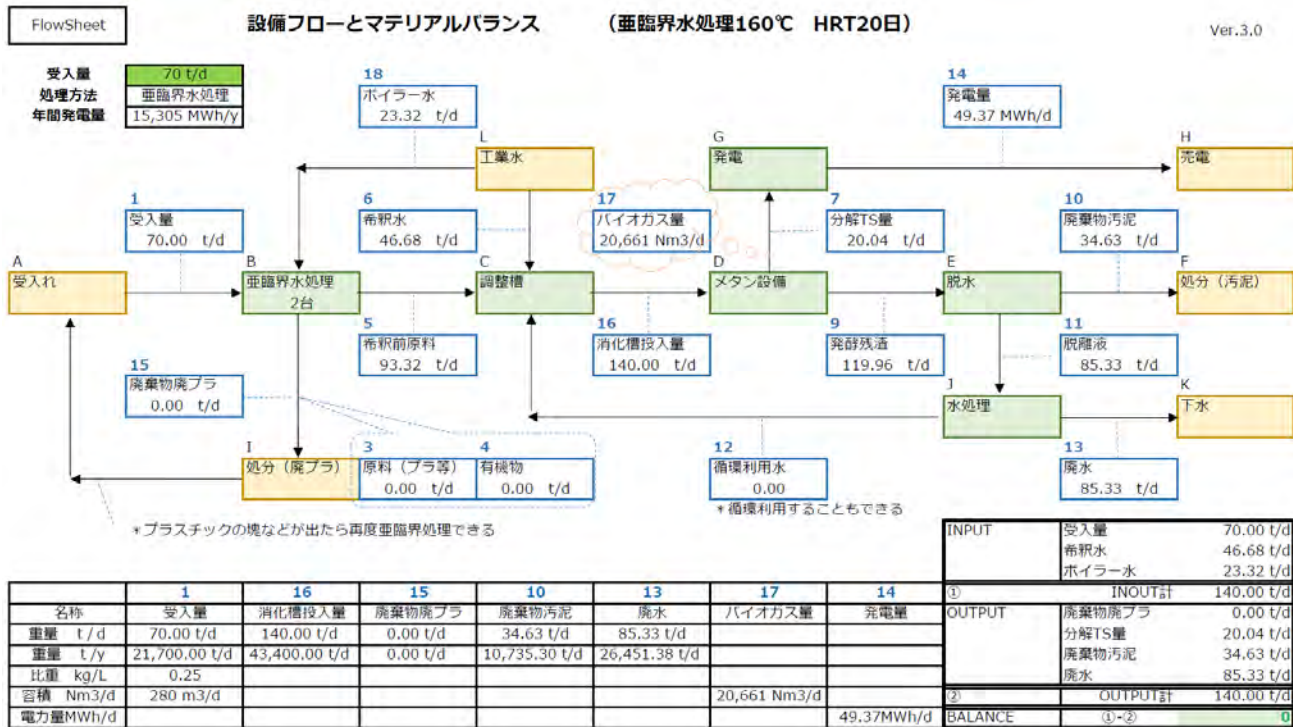 FlowSheet
設備フローとマテリアルバランス （亜臨界水処理160℃ HRT20日）
Ver.3.0
受入量 70 t/d
処理方法 亜臨界水処理
年間発電量 15,305 MWh/y
18
ボイラー水
23.32 t/d
14
発電量
49.37 MWh/d
L
工業水
G
発電
H
売電
1
受入量
70.00 t/d
6
希釈水
46.68 t/d
17
バイオガス量
20,661 Nm3/d
7
分解TS量
20.04 t/d
10
廃棄物汚泥
34.63 t/d
A
受入れ
B
亜臨界水処理
2台
C
調整槽
D
メタン設備
E
脱水
F
処分（汚泥）
5
希釈前原料
93.32 t/d
16
消化槽投入量
140.00 t/d
9
発酵残渣
119.96 t/d
11
脱離液
85.33 t/d
15
廃棄物廃プラ
0.00 t/d
J
水処理
K
下水
I
処分（廃プラ）
3
原料（プラ等）
0.00 t/d
4
有機物
0.00 t/d
12
循環利用水
0.00
13
廃水
85.33 t/d
＊プラスチックの塊などが出たら再度亜臨界処理できる
＊循環利用することもできる
INPUT 受入量 70.00 t/d
希釈水 46.68 t/d
ボイラー水 23.32 t/d
① INOUT計 140.00 t/d
OUTPUT 廃棄物廃プラ 0.00 t/d
分解TS量 20.04 t/d
廃棄物汚泥 34.63 t/d
廃水 85.33 t/d
② OUTPUT計 140.00 t/d
BALANCE ①-② 0
1 16 15 10 13 17 14
名称 受入量 消化槽投入量 廃棄物廃プラ 廃棄物汚泥 廃水 バイオガス量 発電量
重量 t/d 70.00 t/d 140.00 t/d 0.00 t/d 34.63 t/d 85.33 t/d
重量 t/y 21,700.00 t/d 43,400.00 t/d 0.00 t/d 10,735.30 t/d 26,451.38 t/d
比重 kg/L 0.25
容積 Nm3/d 280 m3/d 20,661 Nm3/d
電力量MWh/d 49.37MWh/d